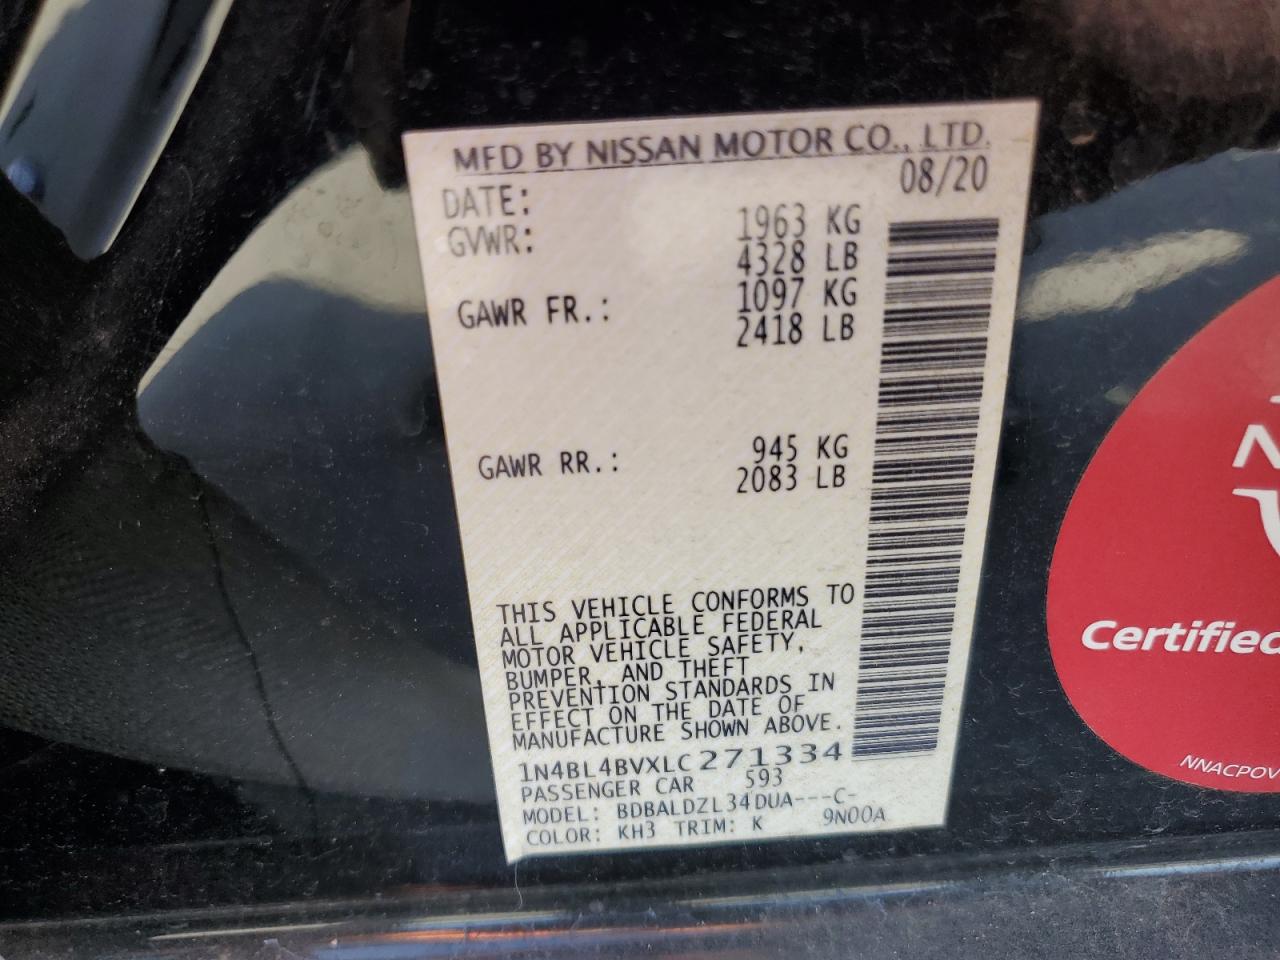 MFD BY NISSAN MOTOR CO., LTD.
DATE: 08/20
GVWR: 1963 KG
4328 LB
GAWR FR.: 1097 KG
2418 LB
GAWR RR.: 945 KG
2083 LB
THIS VEHICLE CONFORMS TO
ALL APPLICABLE FEDERAL
MOTOR VEHICLE SAFETY,
BUMPER, AND THEFT
PREVENTION STANDARDS IN
EFFECT ON THE DATE OF
MANUFACTURE SHOWN ABOVE.
1N4BL4BVXLC271334
PASSENGER CAR 593
MODEL: BDBALDZL34DUA---C-
COLOR: KH3 TRIM: K 9N00A
N
Certified
NNACPOV